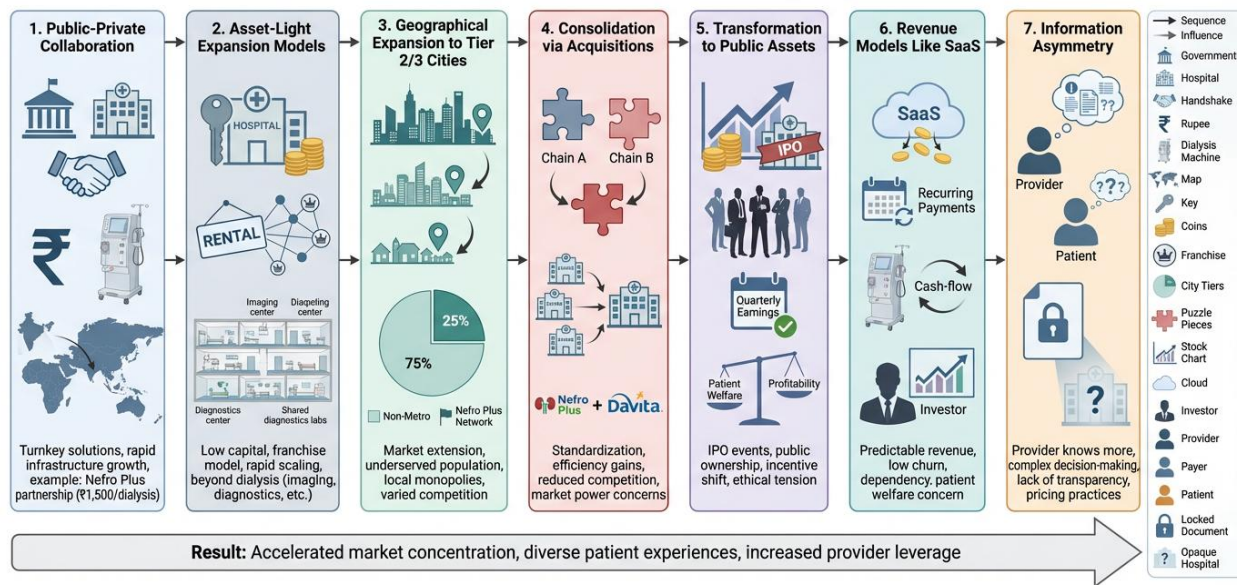 1. Public-Private
Collaboration
Turnkey solutions, rapid
infrastructure growth,
example: Nefro Plus
partnership (₹1,500/dialysis)
2. Asset-Light
Expansion Models
HOSPITAL
RENTAL
Imaging
center
Diapeting
center
Diagnostics
center
Shared
diagnostics labs
Low capital, franchise
model, rapid scaling,
beyond dialysis (imaging,
diagnostics, etc.)
3. Geographical
Expansion to Tier
2/3 Cities
25%
75%
Non-Metro
Nefro Plus
Network
Market extension,
underserved population,
local monopolies,
varied competition
4. Consolidation
via Acquisitions
Chain A
Chain B
Nefro
Plus
+
DaVita
Standardization,
efficiency gains,
reduced competition,
market power concerns
5. Transformation
to Public Assets
IPO
Quarterly
Earnings
Patient
Welfare
Profitability
IPO events, public
ownership, incentive
shift, ethical tension
6. Revenue
Models Like SaaS
SaaS
Recurring
Payments
Cash-flow
Investor
Predictable revenue,
low churn,
dependency. patient
welfare concern
7. Information
Asymmetry
??
Provider
???
Patient
?
Provider knows more,
complex decision-making,
lack of transparency,
pricing practices
Sequence
Influence
Government
Hospital
Handshake
₹ Rupee
Dialysis
Machine
Map
Key
Coins
Franchise
City Tiers
Puzzle
Pieces
Stock
Chart
Cloud
Investor
Provider
Payer
Patient
Locked
Document
? Opaque
Hospital
Result: Accelerated market concentration, diverse patient experiences, increased provider leverage